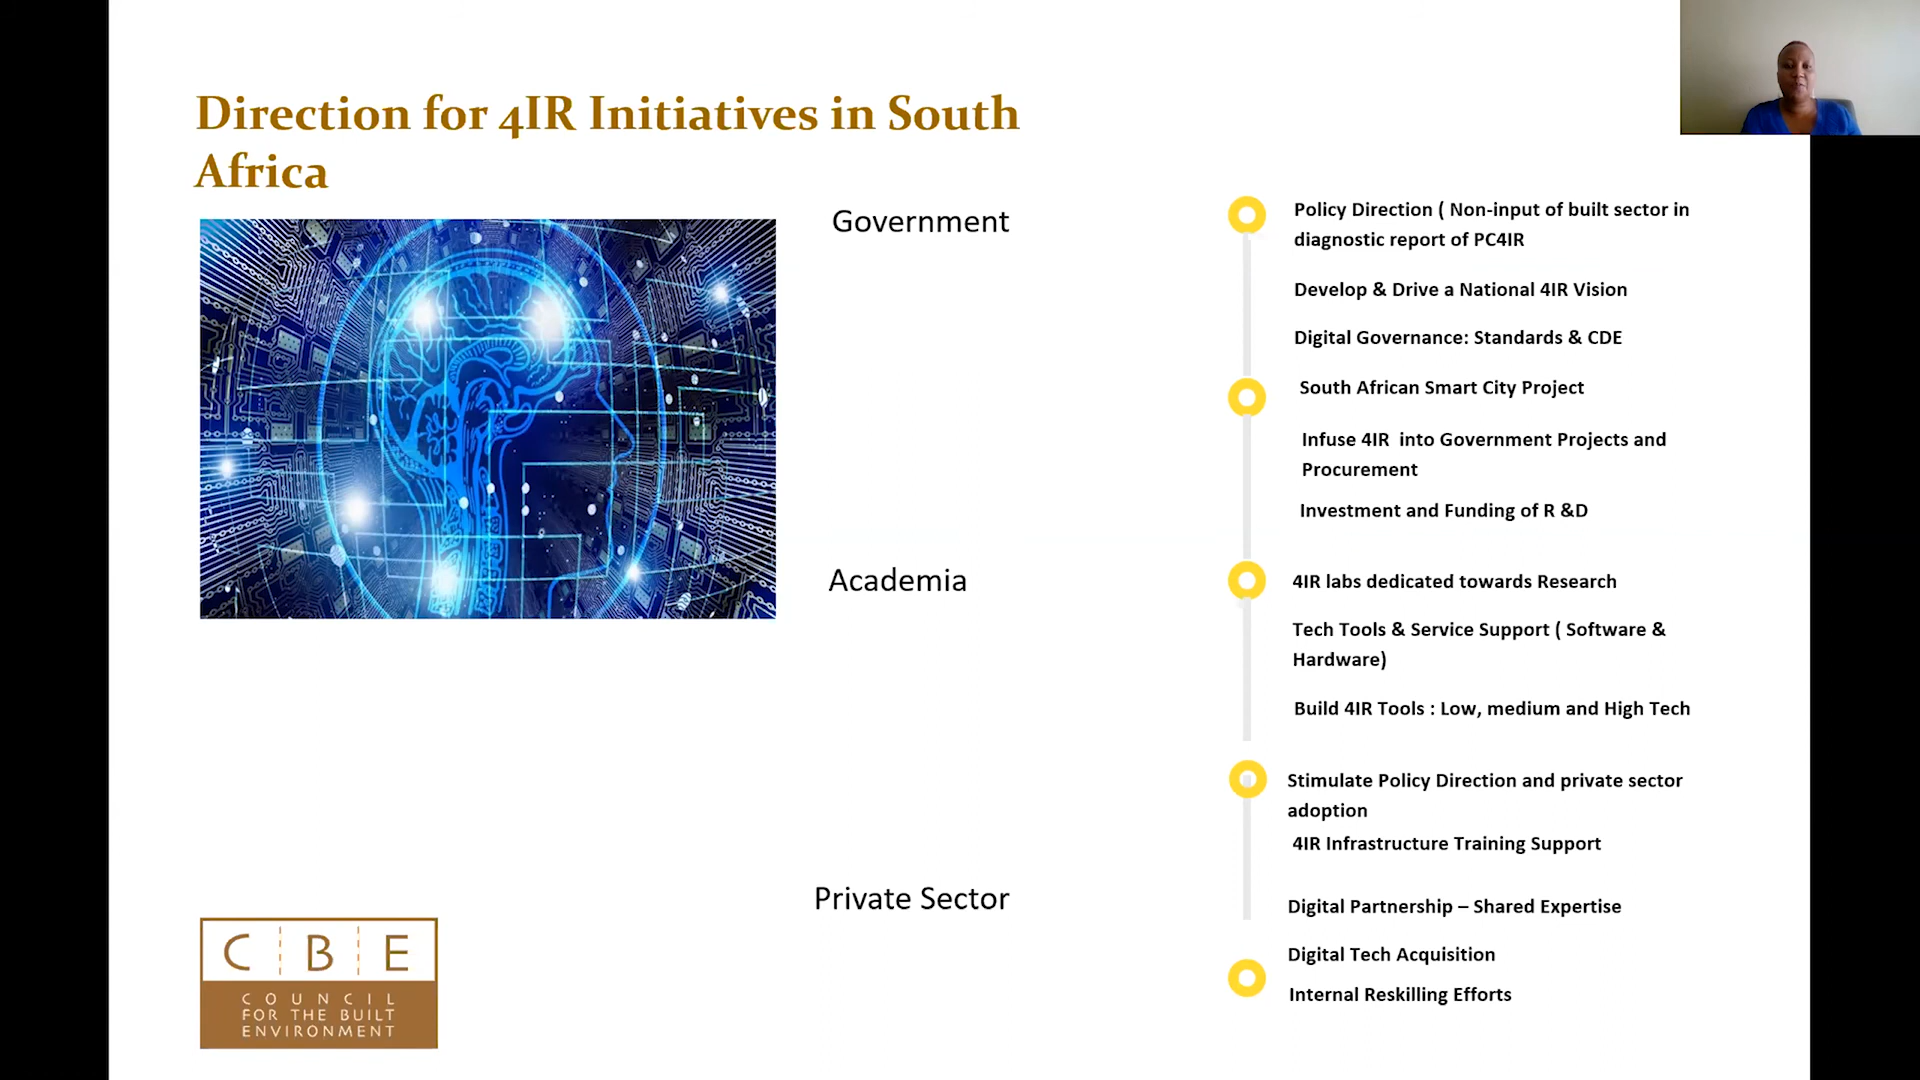 Direction for 4IR Initiatives in South
Africa
Government
Policy Direction ( Non-input of built sector in
diagnostic report of PC4IR
Develop & Drive a National 4IR Vision
Digital Governance: Standards & CDE
South African Smart City Project
Infuse 4IR  into Government Projects and
Procurement
Investment and Funding of R &D
Academia
4IR labs dedicated towards Research
Tech Tools & Service Support ( Software &
Hardware)
Build 4IR Tools : Low, medium and High Tech
Stimulate Policy Direction and private sector
adoption
4IR Infrastructure Training Support
Private Sector
Digital Partnership – Shared Expertise
Digital Tech Acquisition
Internal Reskilling Efforts
CBE
COUNCIL
FOR THE BUILT
ENVIRONMENT